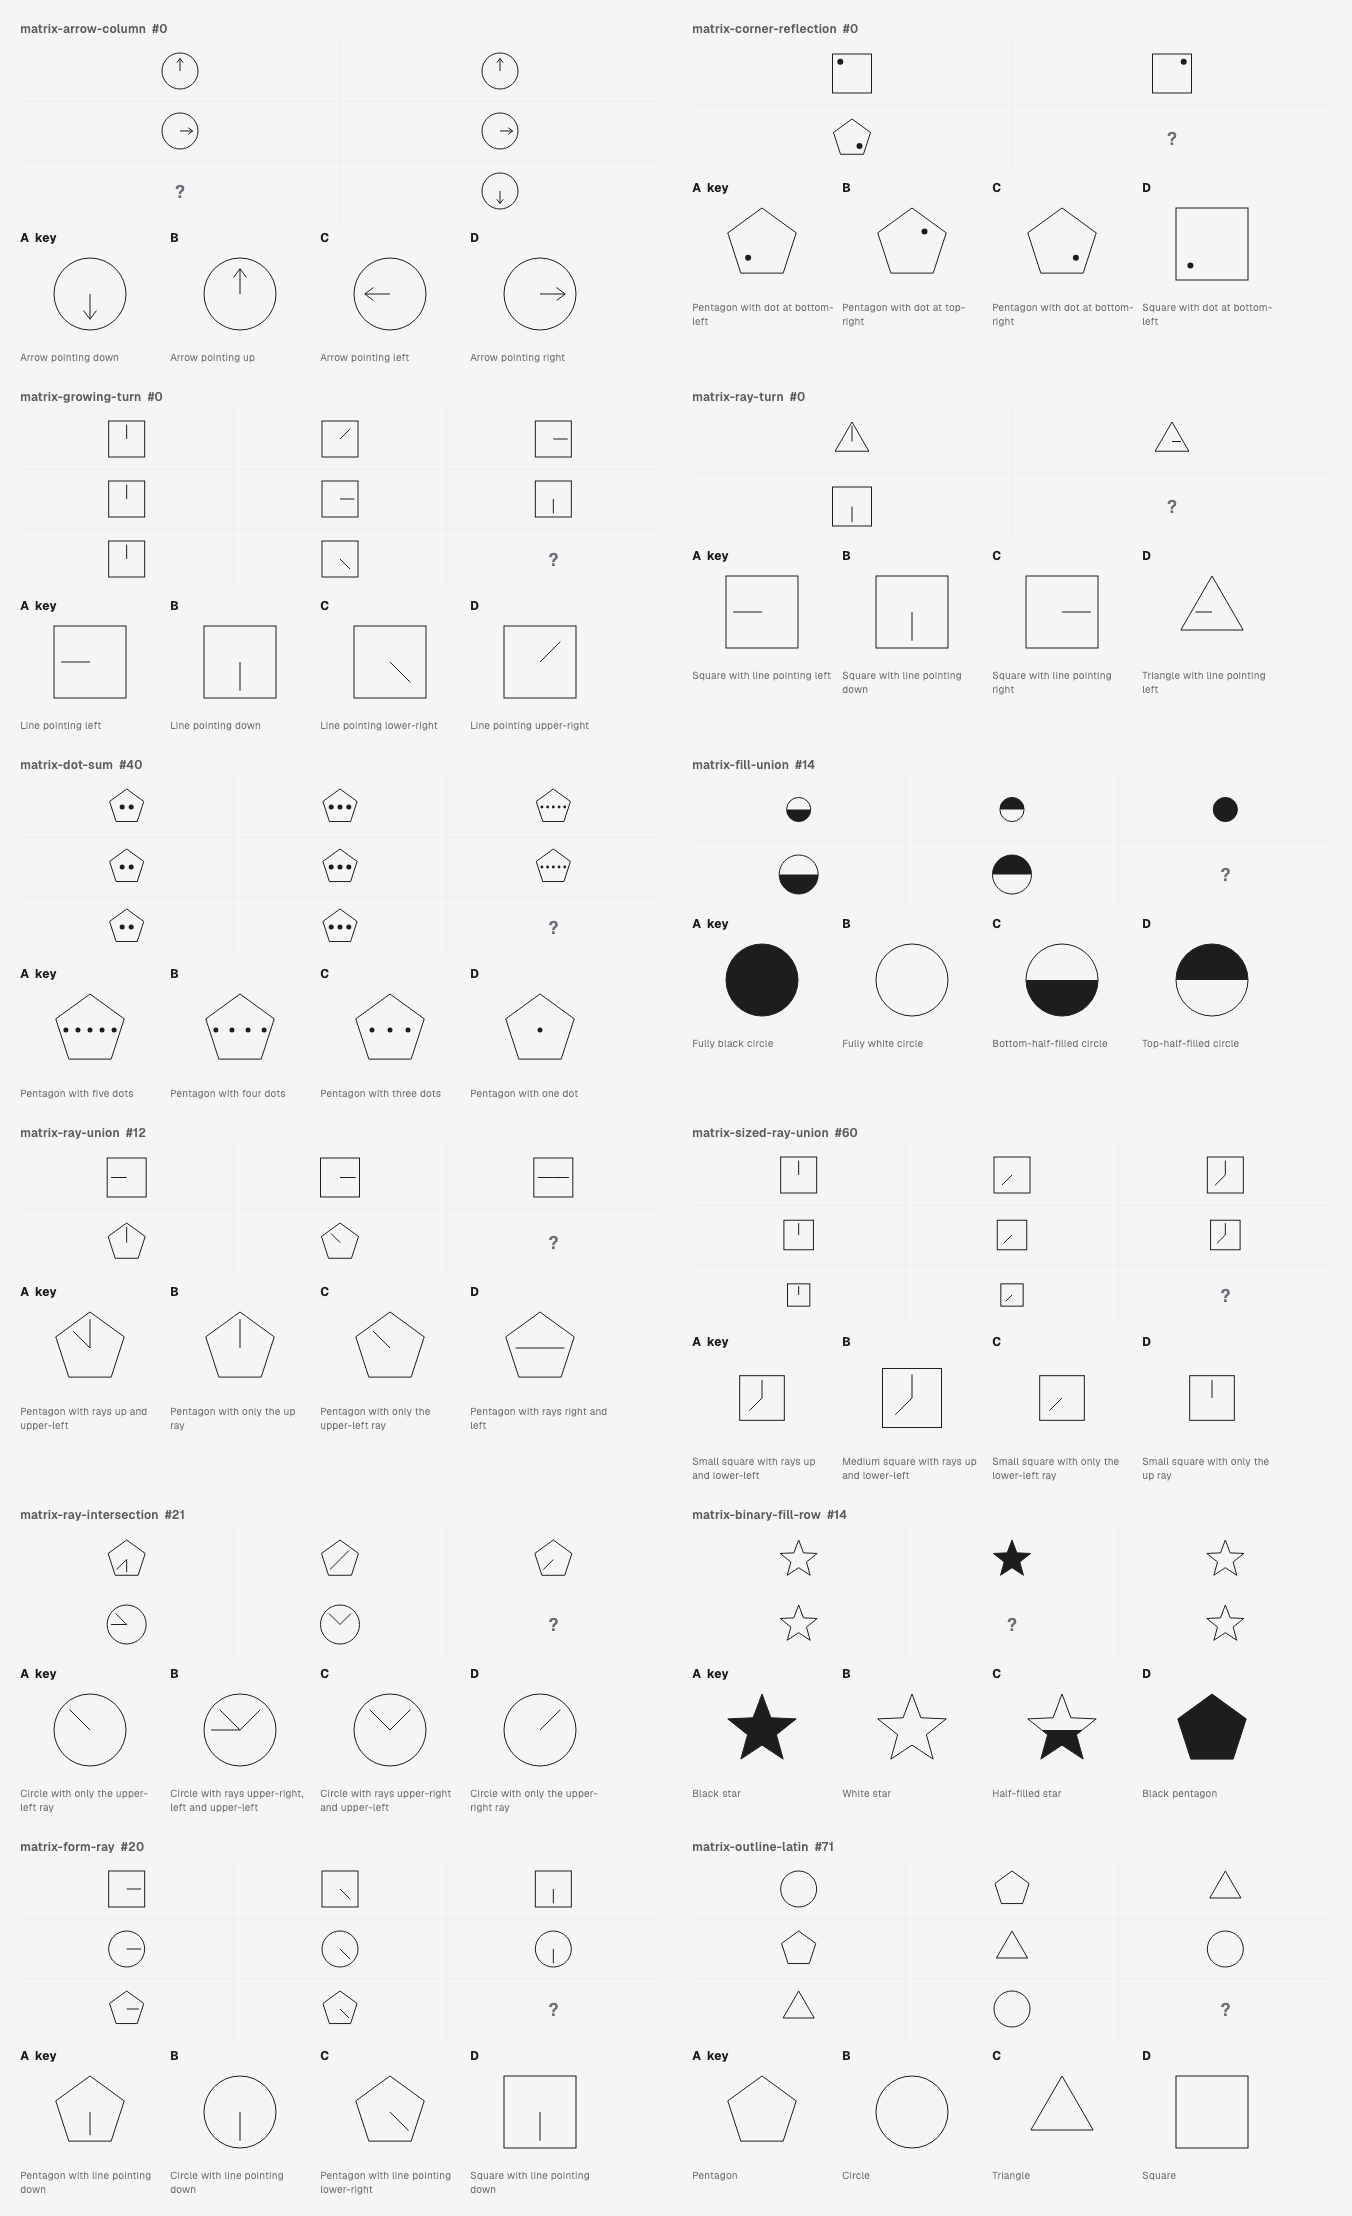 matrix-arrow-column #0
?
A key
B
C
D
Arrow pointing down
Arrow pointing up
Arrow pointing left
Arrow pointing right
matrix-corner-reflection #0
?
A key
B
C
D
Pentagon with dot at bottom-
left
Pentagon with dot at top-
right
Pentagon with dot at bottom-
right
Square with dot at bottom-
left
matrix-growing-turn #0
?
A key
B
C
D
Line pointing left
Line pointing down
Line pointing lower-right
Line pointing upper-right
matrix-ray-turn #0
?
A key
B
C
D
Square with line pointing left
Square with line pointing
down
Square with line pointing
right
Triangle with line pointing
left
matrix-dot-sum #40
?
A key
B
C
D
Pentagon with five dots
Pentagon with four dots
Pentagon with three dots
Pentagon with one dot
matrix-fill-union #14
?
A key
B
C
D
Fully black circle
Fully white circle
Bottom-half-filled circle
Top-half-filled circle
matrix-ray-union #12
?
A key
B
C
D
Pentagon with rays up and
upper-left
Pentagon with only the up
ray
Pentagon with only the
upper-left ray
Pentagon with rays right and
left
matrix-sized-ray-union #60
?
A key
B
C
D
Small square with rays up
and lower-left
Medium square with rays up
and lower-left
Small square with only the
lower-left ray
Small square with only the
up ray
matrix-ray-intersection #21
?
A key
B
C
D
Circle with only the upper-
left ray
Circle with rays upper-right,
left and upper-left
Circle with rays upper-right
and upper-left
Circle with only the upper-
right ray
matrix-binary-fill-row #14
?
A key
B
C
D
Black star
White star
Half-filled star
Black pentagon
matrix-form-ray #20
?
A key
B
C
D
Pentagon with line pointing
down
Circle with line pointing
down
Pentagon with line pointing
lower-right
Square with line pointing
down
matrix-outline-latin #71
?
A key
B
C
D
Pentagon
Circle
Triangle
Square